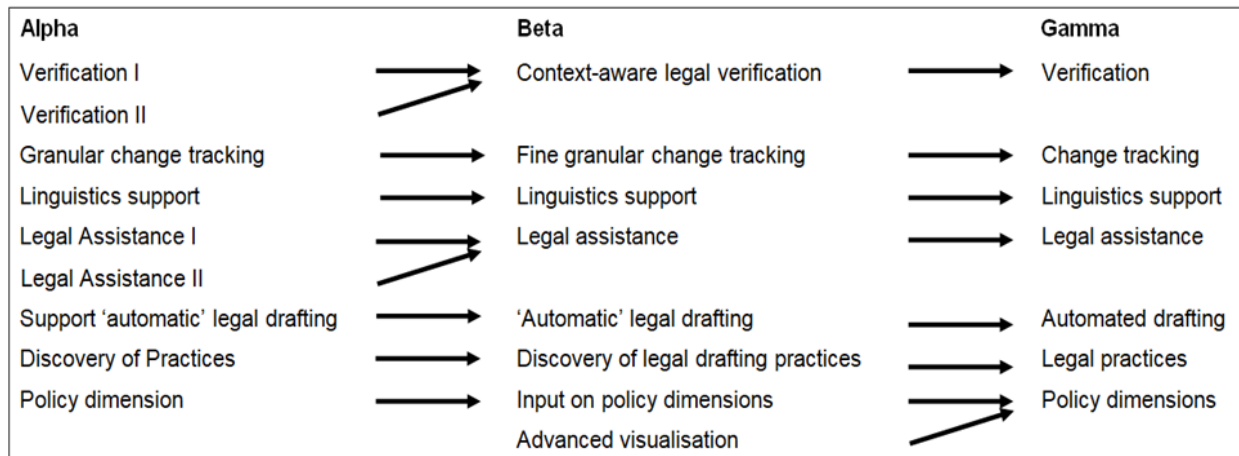 Alpha Beta Gamma
Verification I Context-aware legal verification Verification
Verification II
Granular change tracking Fine granular change tracking Change tracking
Linguistics support Linguistics support Linguistics support
Legal Assistance I Legal assistance Legal assistance
Legal Assistance II
Support ‘automatic’ legal drafting ‘Automatic’ legal drafting Automated drafting
Discovery of Practices Discovery of legal drafting practices Legal practices
Policy dimension Input on policy dimensions Policy dimensions
Advanced visualisation